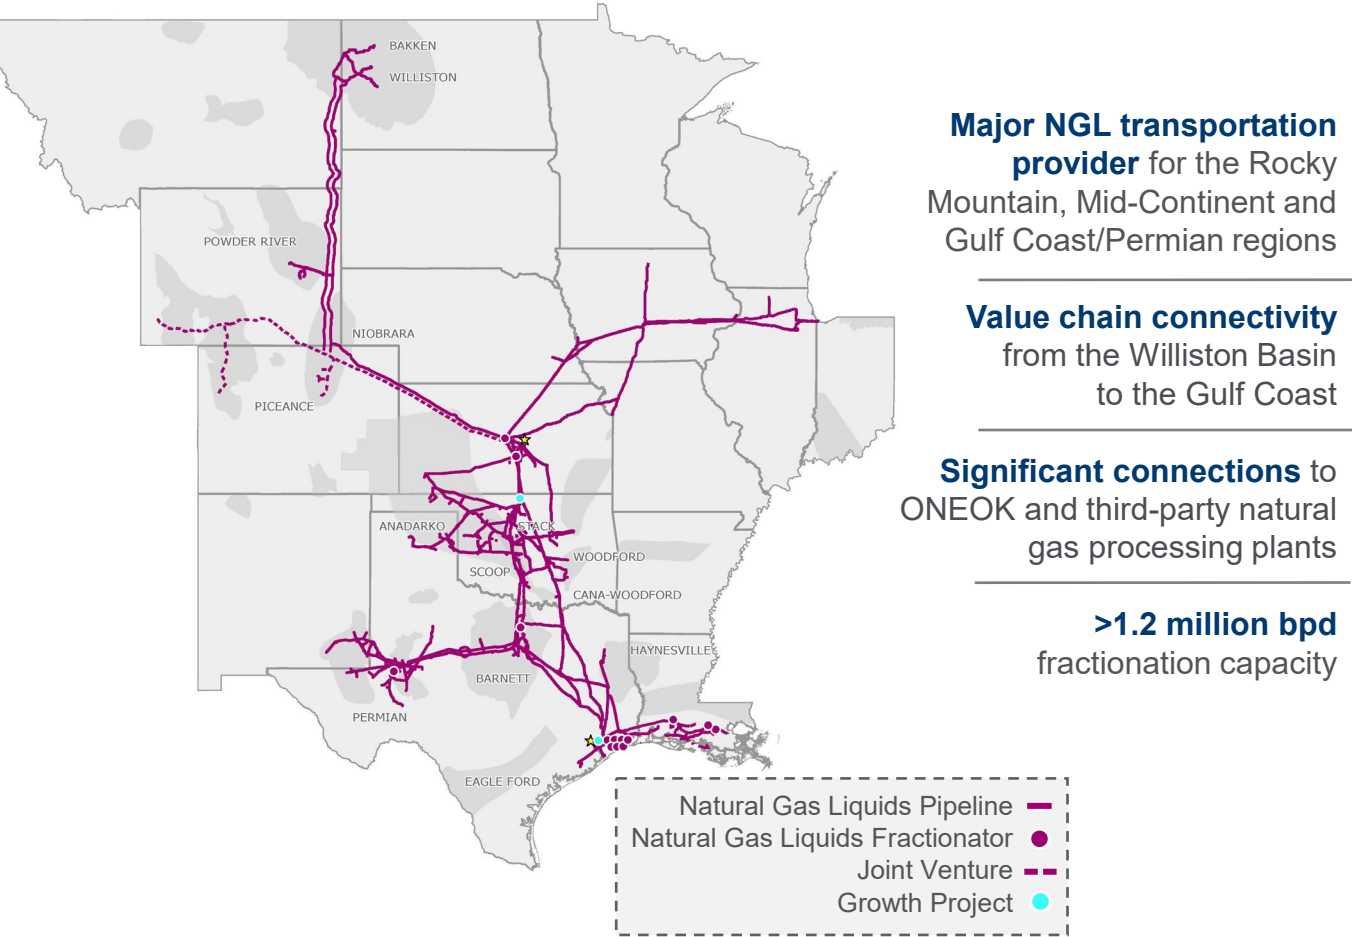 BAKKEN
WILLISTON
POWDER RIVER
NIOBRARA
PICEANCE
ANADARKO
STACK
WOODFORD
SCOOP
CANA-WOODFORD
HAYNESVILLE
BARNETT
PERMIAN
EAGLE FORD
Major NGL transportation
provider for the Rocky
Mountain, Mid-Continent and
Gulf Coast/Permian regions
Value chain connectivity
from the Williston Basin
to the Gulf Coast
Significant connections to
ONEOK and third-party natural
gas processing plants
>1.2 million bpd
fractionation capacity
Natural Gas Liquids Pipeline
Natural Gas Liquids Fractionator
Joint Venture
Growth Project